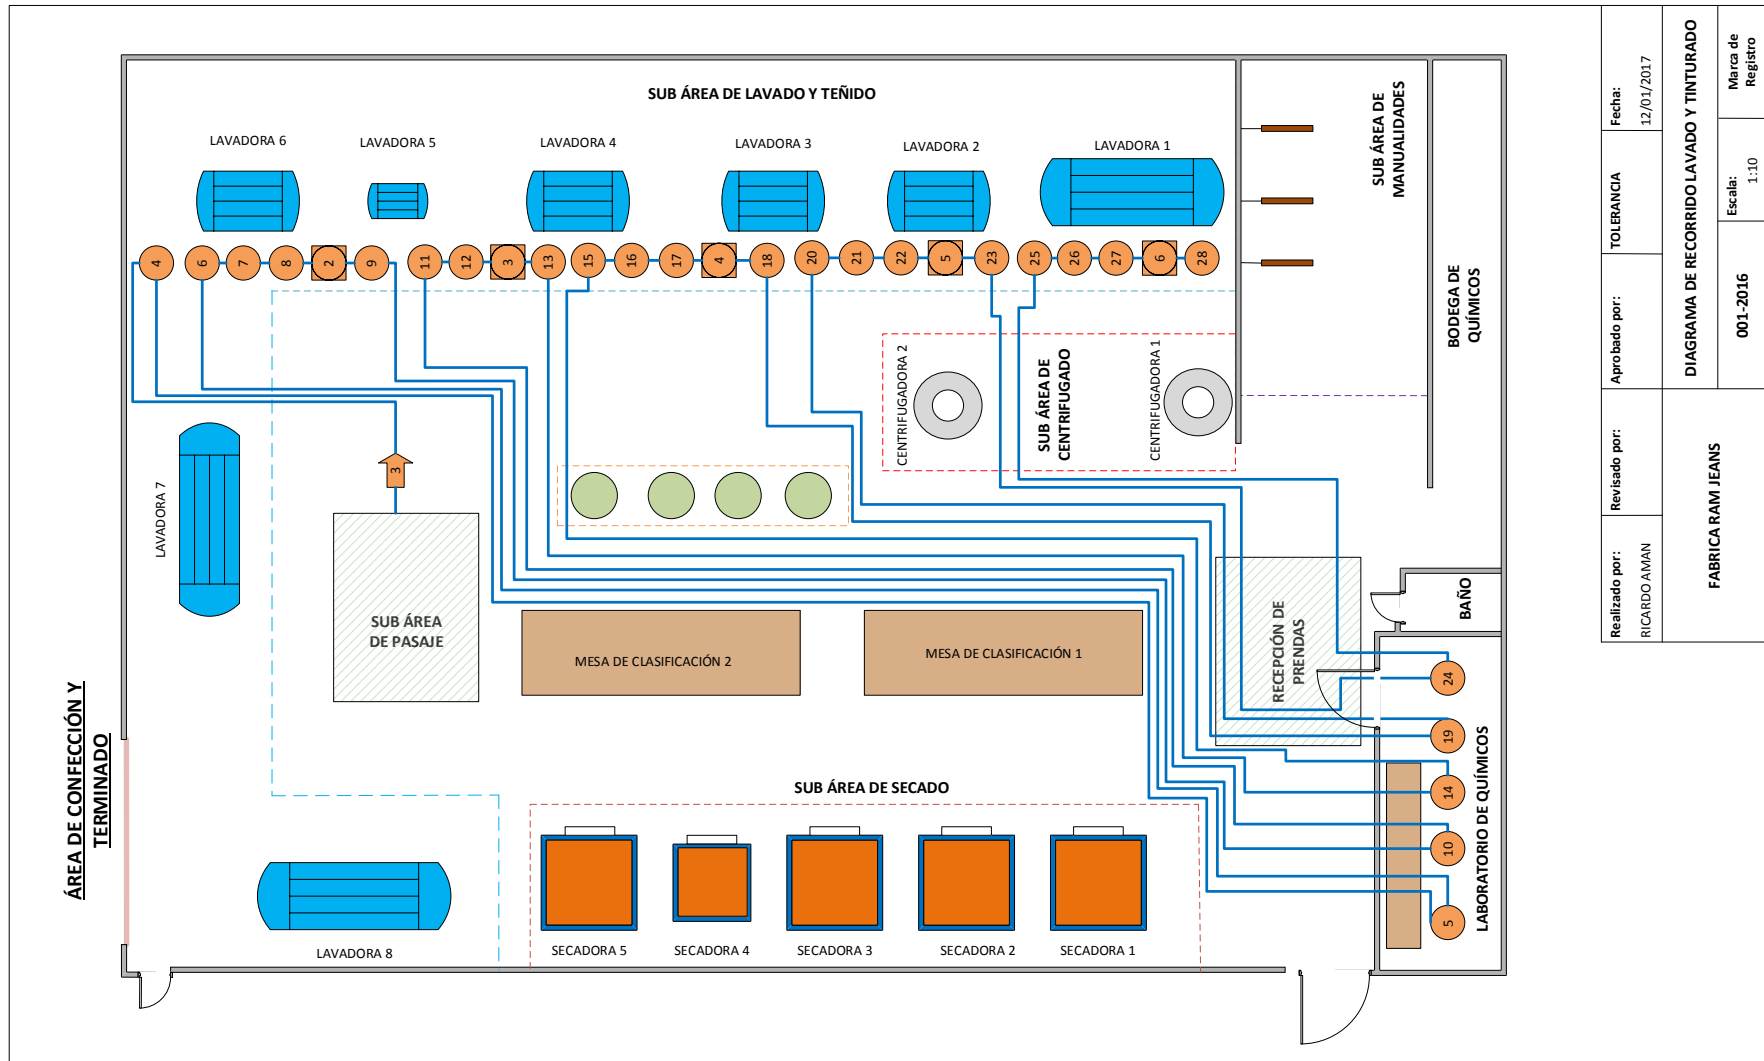 SUB ÁREA DE LAVADO Y TEÑIDO
LAVADORA 6
LAVADORA 5
LAVADORA 4
LAVADORA 3
LAVADORA 2
LAVADORA 1
SUB ÁREA DE
MANUALIDADES
4
6
7
8
2
9
11
12
3
13
15
16
17
4
18
20
21
22
5
23
25
26
27
6
28
BODEGA DE
QUÍMICOS
CENTRIFUGADORA 2
SUB ÁREA DE
CENTRIFUGADO
CENTRIFUGADORA 1
3
LAVADORA 7
SUB ÁREA
DE PASAJE
MESA DE CLASIFICACIÓN 2
MESA DE CLASIFICACIÓN 1
RECEPCIÓN DE
PRENDAS
BAÑO
24
19
14
10
5
LABORATORIO DE QUÍMICOS
ÁREA DE CONFECCIÓN Y
TERMINADO
SUB ÁREA DE SECADO
LAVADORA 8
SECADORA 5
SECADORA 4
SECADORA 3
SECADORA 2
SECADORA 1
Realizado por:
RICARDO AMAN
Revisado por:
Aprobado por:
TOLERANCIA
Fecha:
12/01/2017
FABRICA RAM JEANS
DIAGRAMA DE RECORRIDO LAVADO Y TINTURADO
001-2016
Escala:
1:10
Marca de
Registro